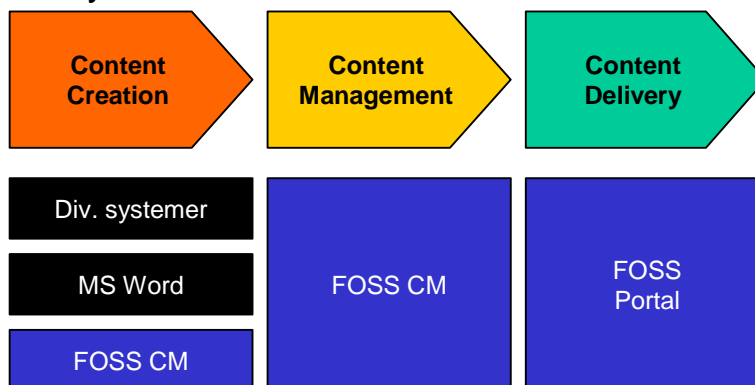 Content
Creation
Content
Management
Content
Delivery
Div. systemer
MS Word
FOSS CM
FOSS CM
FOSS
Portal